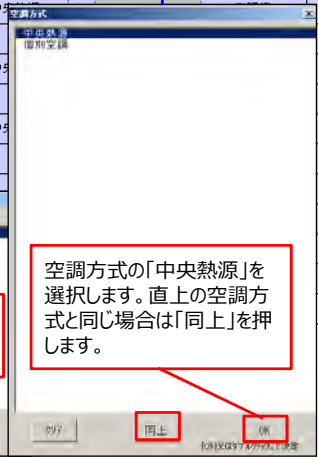 空調方式
中央熱源
個別空調
空調方式の「中央熱源」を
選択します。直上の空調方
式と同じ場合は「同上」を押
します。
クリア
同上
OK